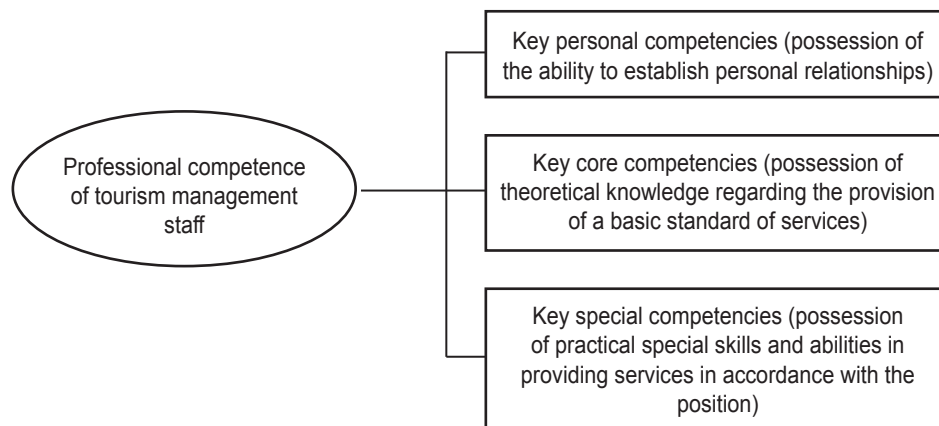 Professional competence
of tourism management
staff
Key personal competencies (possession of
the ability to establish personal relationships)
Key core competencies (possession of
theoretical knowledge regarding the provision
of a basic standard of services)
Key special competencies (possession
of practical special skills and abilities in
providing services in accordance with the
position)